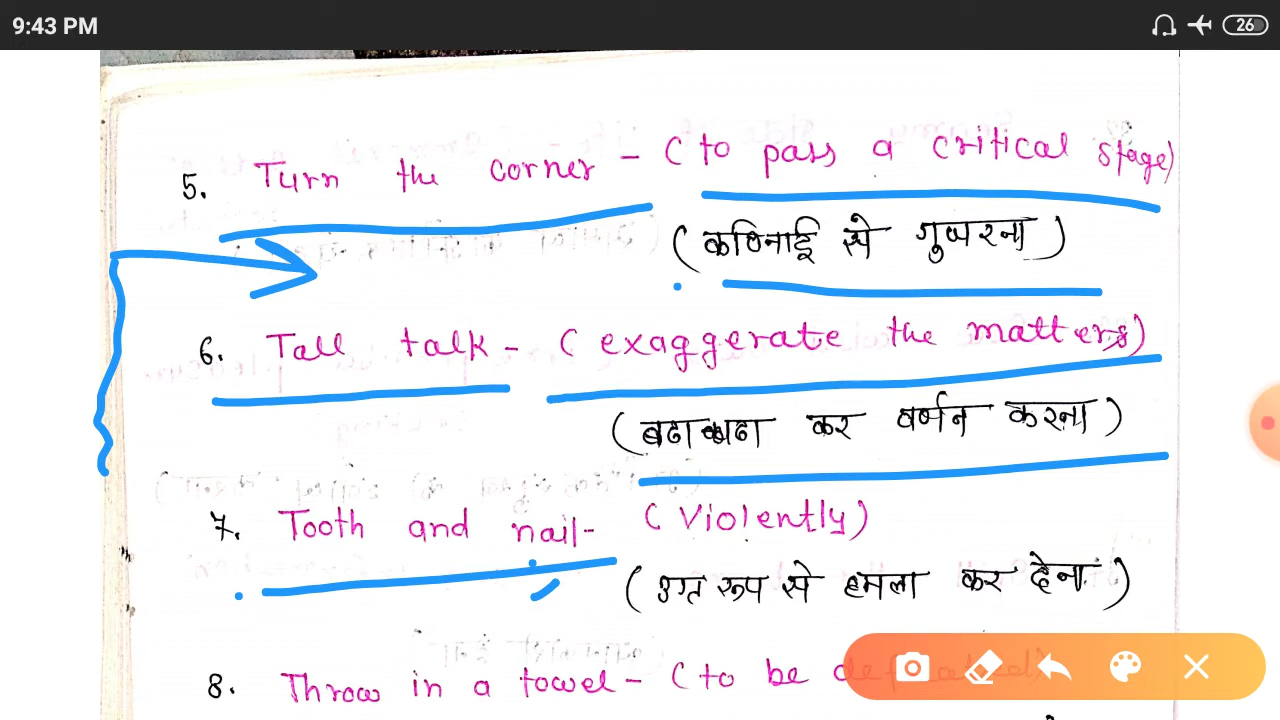 9:43 PM
26
5. Turn the corner - (to pass a critical stage)
(कठिनाई से गुजरना)
6. Tall talk - (exaggerate the matters)
(बढाचढा कर वर्णन करना)
7. Tooth and nail - (Violently)
(उग्र रूप से हमला कर देना)
8. Throw in a towel - (to be